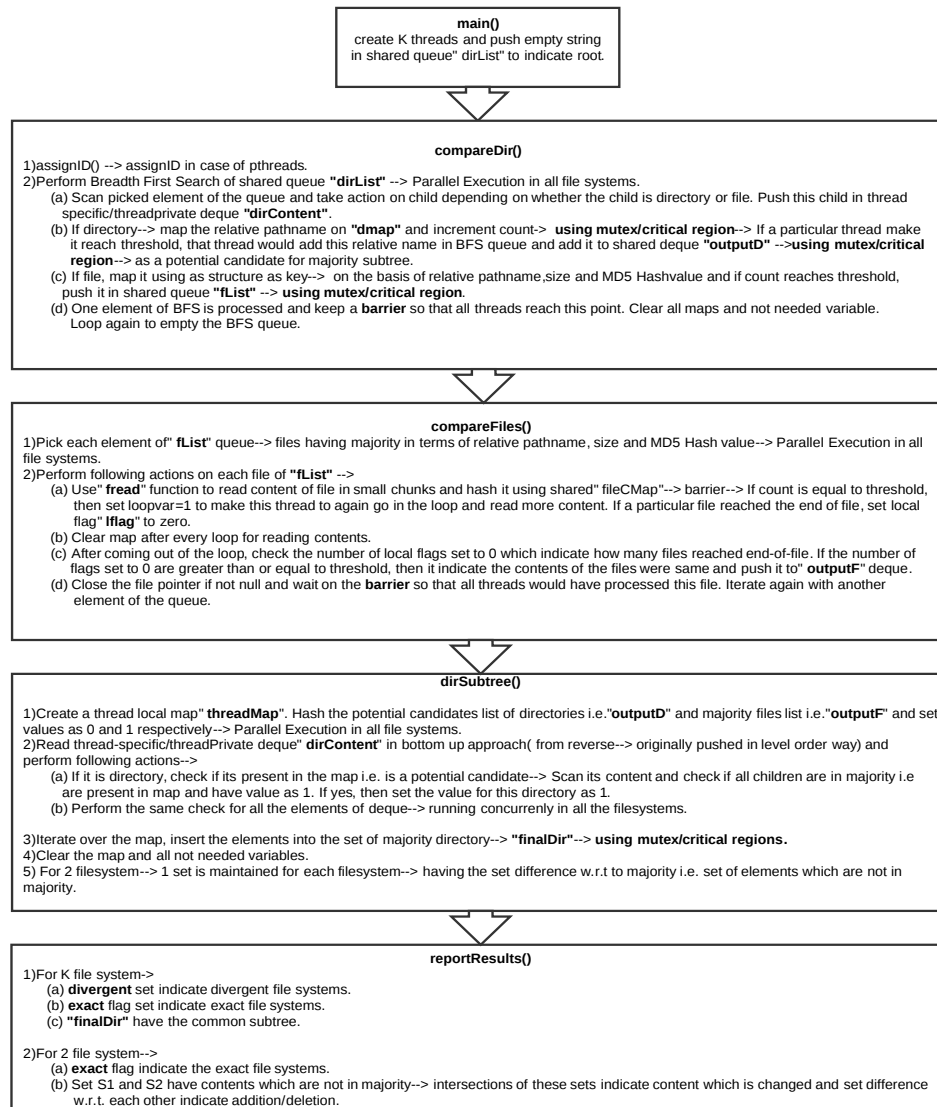 main()
create K threads and push empty string
in shared queue" dirList" to indicate root.
compareDir()
1)assignID() --> assignID in case of pthreads.
2)Perform Breadth First Search of shared queue "dirList" --> Parallel Execution in all file systems.
(a) Scan picked element of the queue and take action on child depending on whether the child is directory or file. Push this child in thread
specific/threadprivate deque "dirContent".
(b) If directory--> map the relative pathname on "dmap" and increment count-> using mutex/critical region--> If a particular thread make
it reach threshold, that thread would add this relative name in BFS queue and add it to shared deque "outputD" -->using mutex/critical
region--> as a potential candidate for majority subtree.
(c) If file, map it using as structure as key--> on the basis of relative pathname,size and MD5 Hashvalue and if count reaches threshold,
push it in shared queue "fList" --> using mutex/critical region.
(d) One element of BFS is processed and keep a barrier so that all threads reach this point. Clear all maps and not needed variable.
Loop again to empty the BFS queue.
compareFiles()
1)Pick each element of" fList" queue--> files having majority in terms of relative pathname, size and MD5 Hash value--> Parallel Execution in all
file systems.
2)Perform following actions on each file of "fList" -->
(a) Use" fread" function to read content of file in small chunks and hash it using shared" fileCMap"--> barrier--> If count is equal to threshold,
then set loopvar=1 to make this thread to again go in the loop and read more content. If a particular file reached the end of file, set local
flag" lflag" to zero.
(b) Clear map after every loop for reading contents.
(c) After coming out of the loop, check the number of local flags set to 0 which indicate how many files reached end-of-file. If the number of
flags set to 0 are greater than or equal to threshold, then it indicate the contents of the files were same and push it to" outputF" deque.
(d) Close the file pointer if not null and wait on the barrier so that all threads would have processed this file. Iterate again with another
element of the queue.
dirSubtree()
1)Create a thread local map" threadMap". Hash the potential candidates list of directories i.e."outputD" and majority files list i.e."outputF" and set
values as 0 and 1 respectively--> Parallel Execution in all file systems.
2)Read thread-specific/threadPrivate deque" dirContent" in bottom up approach( from reverse--> originally pushed in level order way) and
perform following actions-->
(a) If it is directory, check if its present in the map i.e. is a potential candidate--> Scan its content and check if all children are in majority i.e
are present in map and have value as 1. If yes, then set the value for this directory as 1.
(b) Perform the same check for all the elements of deque--> running concurrenly in all the filesystems.
3)Iterate over the map, insert the elements into the set of majority directory--> "finalDir"--> using mutex/critical regions.
4)Clear the map and all not needed variables.
5) For 2 filesystem--> 1 set is maintained for each filesystem--> having the set difference w.r.t to majority i.e. set of elements which are not in
majority.
reportResults()
1)For K file system->
(a) divergent set indicate divergent file systems.
(b) exact flag set indicate exact file systems.
(c) "finalDir" have the common subtree.
2)For 2 file system-->
(a) exact flag indicate the exact file systems.
(b) Set S1 and S2 have contents which are not in majority--> intersections of these sets indicate content which is changed and set difference
w.r.t. each other indicate addition/deletion.